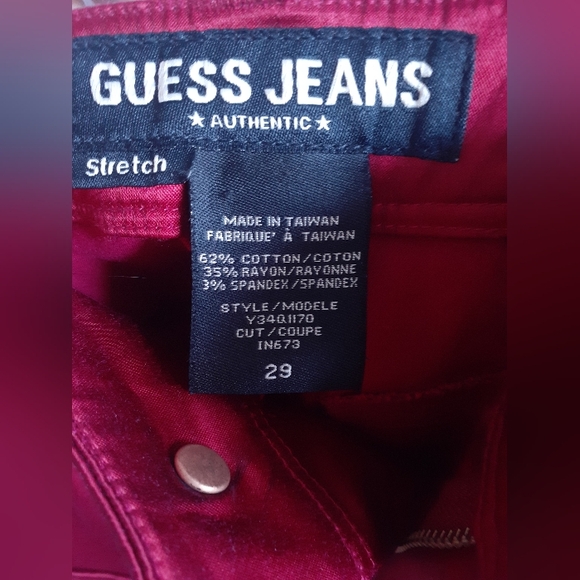 GUESS JEANS
★ AUTHENTIC ★
Stretch
MADE IN TAIWAN
FABRIQUE' À TAIWAN
62% COTTON/COTON
35% RAYON/RAYONNE
3% SPANDEX/SPANDEX
STYLE/MODELE
Y34Q1170
CUT/COUPE
IN673
29